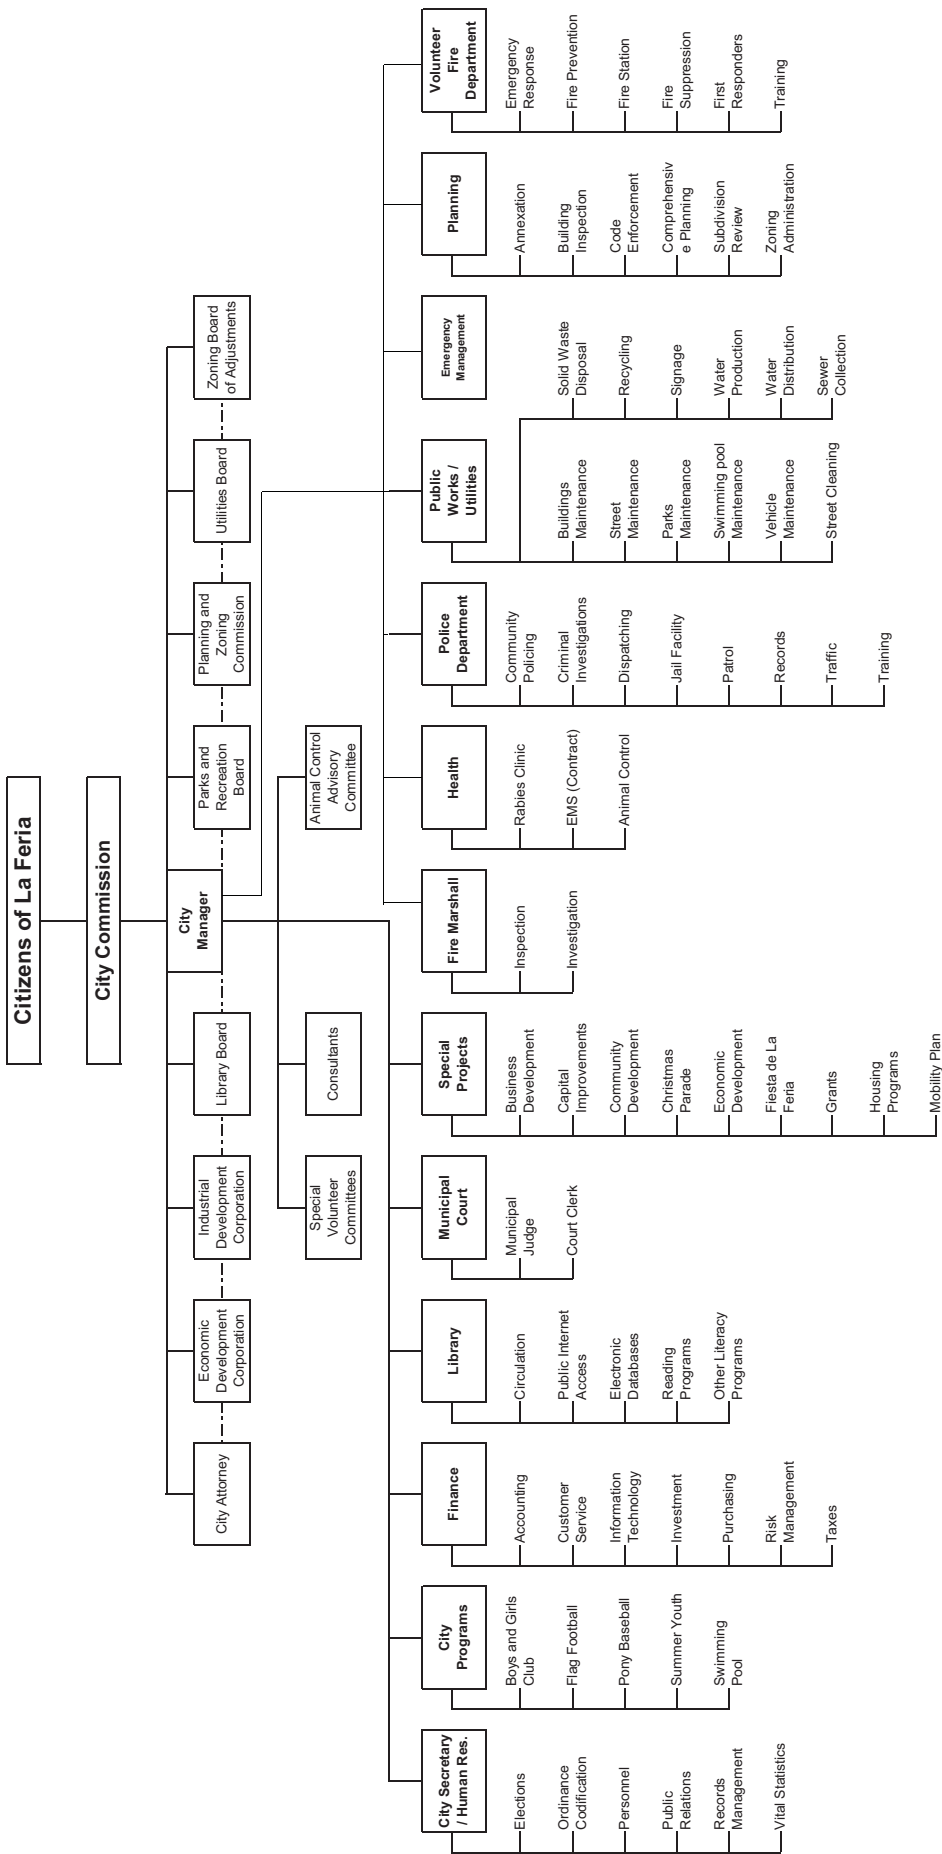 Citizens of La Feria
City Commission
City Attorney
Economic
Development
Corporation
Industrial
Development
Corporation
Library Board
City
Manager
Parks and
Recreation
Board
Planning and
Zoning
Commission
Utilities Board
Zoning Board
of Adjustments
Special
Volunteer
Committees
Consultants
Animal Control
Advisory
Committee
City Secretary
/ Human Res.
Elections
Ordinance
Codification
Personnel
Public
Relations
Records
Management
Vital Statistics
City
Programs
Boys and Girls
Club
Flag Football
Pony Baseball
Summer Youth
Swimming
Pool
Finance
Accounting
Customer
Service
Information
Technology
Investment
Purchasing
Risk
Management
Taxes
Library
Circulation
Public Internet
Access
Electronic
Databases
Reading
Programs
Other Literacy
Programs
Municipal
Court
Municipal
Judge
Court Clerk
Special
Projects
Business
Development
Capital
Improvements
Community
Development
Christmas
Parade
Economic
Development
Fiesta de La
Feria
Grants
Housing
Programs
Mobility Plan
Fire Marshall
Inspection
Investigation
Health
Rabies Clinic
EMS (Contract)
Animal Control
Police
Department
Community
Policing
Criminal
Investigations
Dispatching
Jail Facility
Patrol
Records
Traffic
Training
Public
Works /
Utilities
Buildings
Maintenance
Street
Maintenance
Parks
Maintenance
Swimming pool
Maintenance
Vehicle
Maintenance
Street Cleaning
Solid Waste
Disposal
Recycling
Signage
Water
Production
Water
Distribution
Sewer
Collection
Emergency
Management
Planning
Annexation
Building
Inspection
Code
Enforcement
Comprehensiv
e Planning
Subdivision
Review
Zoning
Administration
Volunteer
Fire
Department
Emergency
Response
Fire Prevention
Fire Station
Fire
Suppression
First
Responders
Training